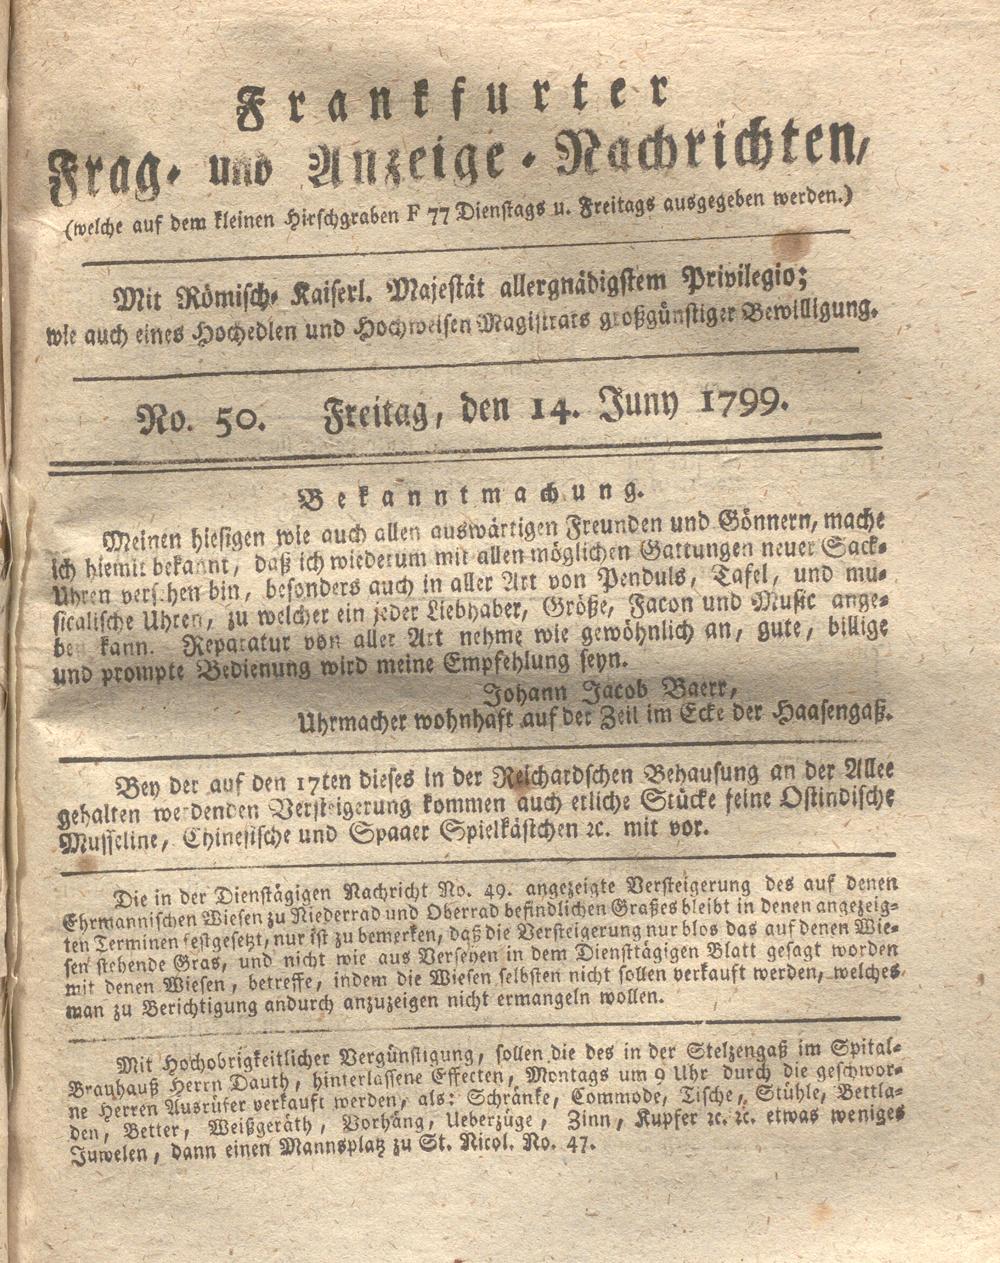 Frankfurter
Frag- und Anzeige-Nachrichten,
(welche auf dem kleinen Hirschgraben F 77 Dienstags u. Freitags ausgegeben werden.)
Mit Römisch- Kaiserl. Majestät allergnädigstem Privilegio;
wie auch eines Hochedlen und Hochweisen Magistrats großgünstiger Bewilligung.
No. 50. Freitag, den 14. Juny 1799.
Bekanntmachung.
Meinen hiesigen wie auch allen auswärtigen Freunden und Gönnern, mache
ich hiemit bekannt, daß ich wiederum mit allen möglichen Gattungen neuer Sack-
Uhren versehen bin, besonders auch in aller Art von Penduls, Tafel, und mu-
sicalische Uhren, zu welcher ein jeder Liebhaber, Größe, Facon und Music ange-
ben kann. Reparatur von aller Art nehme wie gewöhnlich an, gute, billige
und prompte Bedienung wird meine Empfehlung seyn.
Johann Jacob Baerr,
Uhrmacher wohnhaft auf der Zeil im Ecke der Haasengaß.
Bey der auf den 17ten dieses in der Reichardschen Behausung an der Allee
gehalten werdenden Versteigerung kommen auch etliche Stücke feine Ostindische
Musseline, Chinesische und Spaaer Spielkästchen ꝛc. mit vor.
Die in der Dienstägigen Nachricht No. 49. angezeigte Versteigerung des auf denen
Ehrmannischen Wiesen zu Niederrad und Oberrad befindlichen Graßes bleibt in denen angezeig-
ten Terminen festgesetzt, nur ist zu bemerken, daß die Versteigerung nur blos das auf denen Wie-
sen stehende Gras, und nicht wie aus Versehen in dem Diensttägigen Blatt gesagt worden
mit denen Wiesen, betreffe, indem die Wiesen selbsten nicht sollen verkauft werden, welches
man zu Berichtigung andurch anzuzeigen nicht ermangeln wollen.
Mit Hochobrigkeitlicher Vergünstigung, sollen die des in der Stelzengaß im Spital-
Brauhauß Herrn Dauth, hinterlassene Effecten, Montags um 9 Uhr durch die geschwor-
ne Herren Ausrüfer verkauft werden, als: Schränke, Commode, Tische, Stühle, Bettla-
den, Better, Weißgeräth, Vorhäng, Ueberzüge, Zinn, Kupfer ꝛc. ꝛc. etwas weniges
Juwelen, dann einen Mannsplatz zu St. Nicol. No. 47.